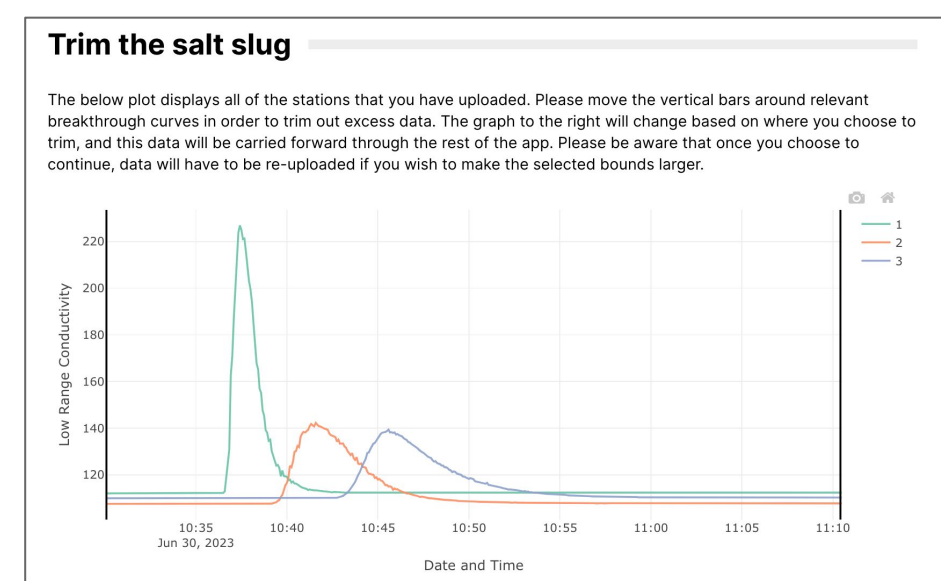 Trim the salt slug
The below plot displays all of the stations that you have uploaded. Please move the vertical bars around relevant
breakthrough curves in order to trim out excess data. The graph to the right will change based on where you choose to
trim, and this data will be carried forward through the rest of the app. Please be aware that once you choose to
continue, data will have to be re-uploaded if you wish to make the selected bounds larger.
1
2
3
220
200
180
160
140
120
Low Range Conductivity
10:35
10:40
10:45
10:50
10:55
11:00
11:05
11:10
Jun 30, 2023
Date and Time